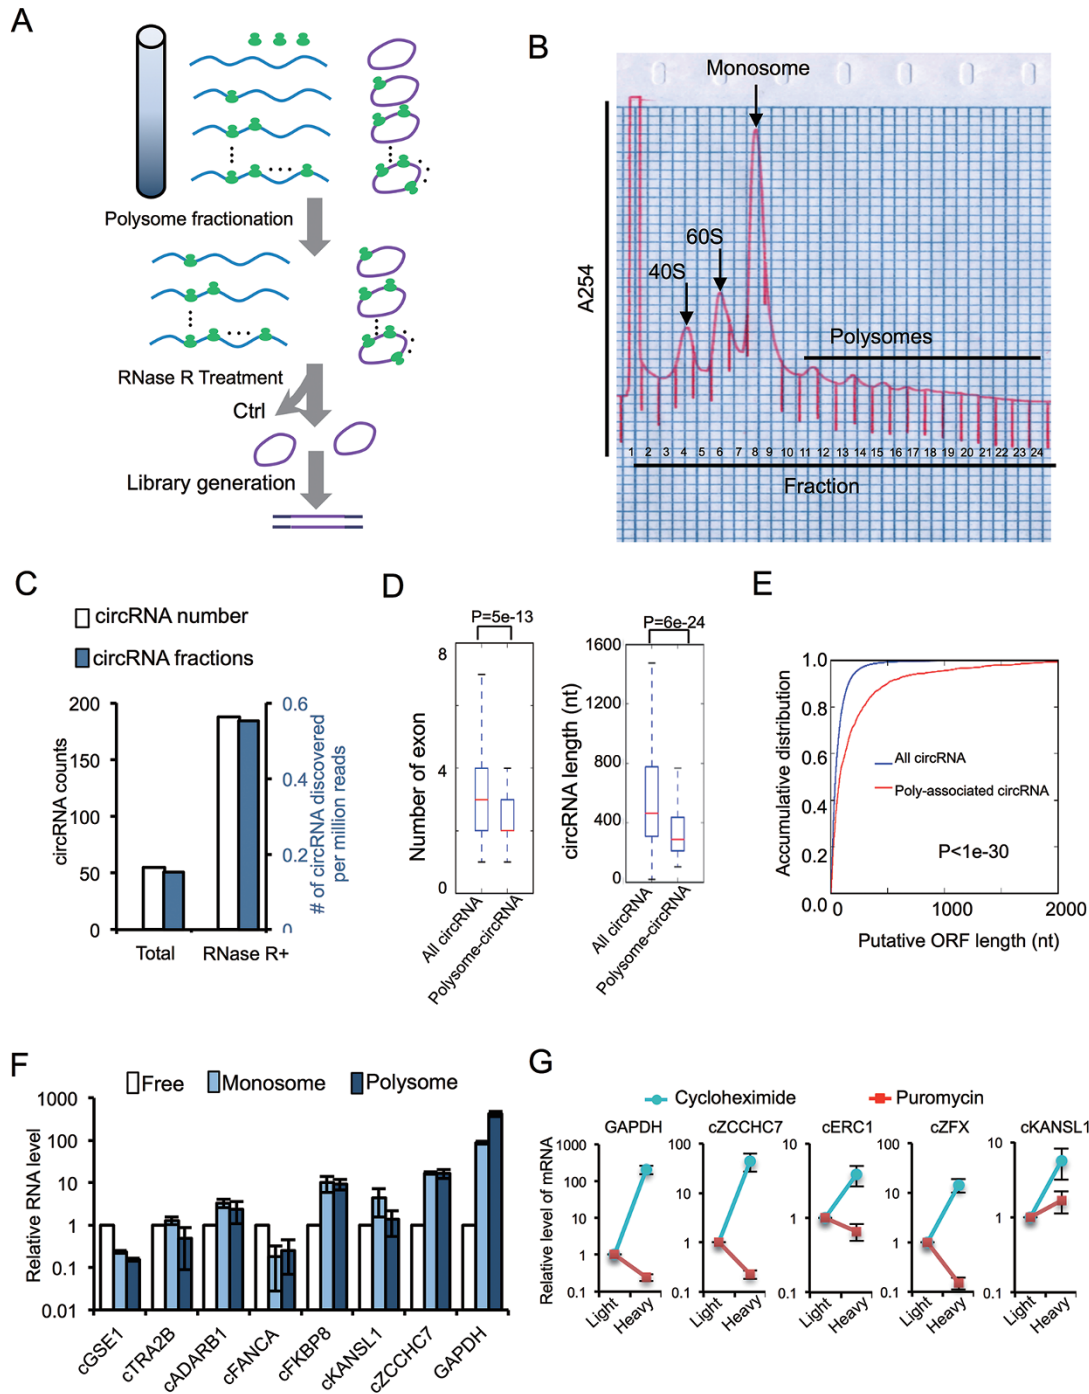 A
Polysome fractionation
RNase R Treatment
Ctrl
Library generation
B
Monosome
60S
40S
A254
Polysomes
1 2 3 4 5 6 7 8 9 10 11 12 13 14 15 16 17 18 19 20 21 22 23 24
Fraction
C
circRNA number
circRNA fractions
circRNA counts
200
150
100
50
0
0.6
0.4
0.2
0
# of circRNA discovered
per million reads
Total
RNase R+
D
P=5e-13
Number of exon
8
4
0
All circRNA
Polysome-circRNA
P=6e-24
circRNA length (nt)
1600
1200
800
400
0
All circRNA
Polysome-circRNA
E
Accumulative distribution
1.0
0.8
0.6
0.4
0.2
0.0
All circRNA
Poly-associated circRNA
P<1e-30
0
1000
2000
Putative ORF length (nt)
F
Free
Monosome
Polysome
Relative RNA level
1000
100
10
1
0.1
0.01
cGSE1
cTRA2B
cADARB1
cFANCA
cFKBP8
cKANSL1
cZCCHC7
GAPDH
G
Cycloheximide
Puromycin
Relative level of mRNA
GAPDH
1000
100
10
1
0.1
Light
Heavy
cZCCHC7
100
10
1
0.1
Light
Heavy
cERC1
10
1
0.1
Light
Heavy
cZFX
100
10
1
0.1
Light
Heavy
cKANSL1
10
1
0.1
Light
Heavy